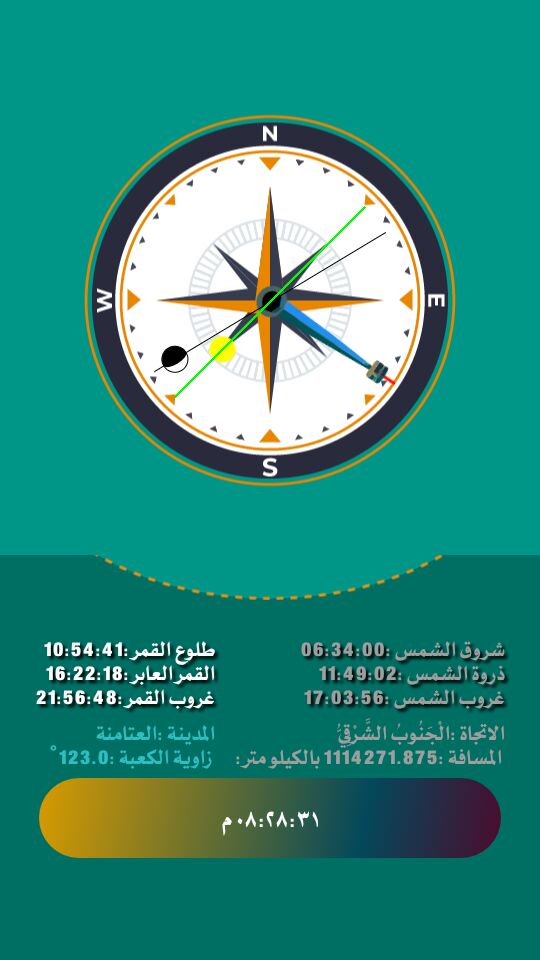 N
W
E
S
شروق الشمس :06:34:00
طلوع القمر:10:54:41
ذروة الشمس :11:49:02
القمرالعابر:16:22:18
غروب الشمس :17:03:56
غروب القمر:21:56:48
الاتجاة :الْجَنُوبُ الشَّرْقِيُّ
المدينة :العتامنة
المسافة :1114271.875 بالكيلو متر:
زاوية الكعبة :123.0°
٠٨:٢٨:٣١ م